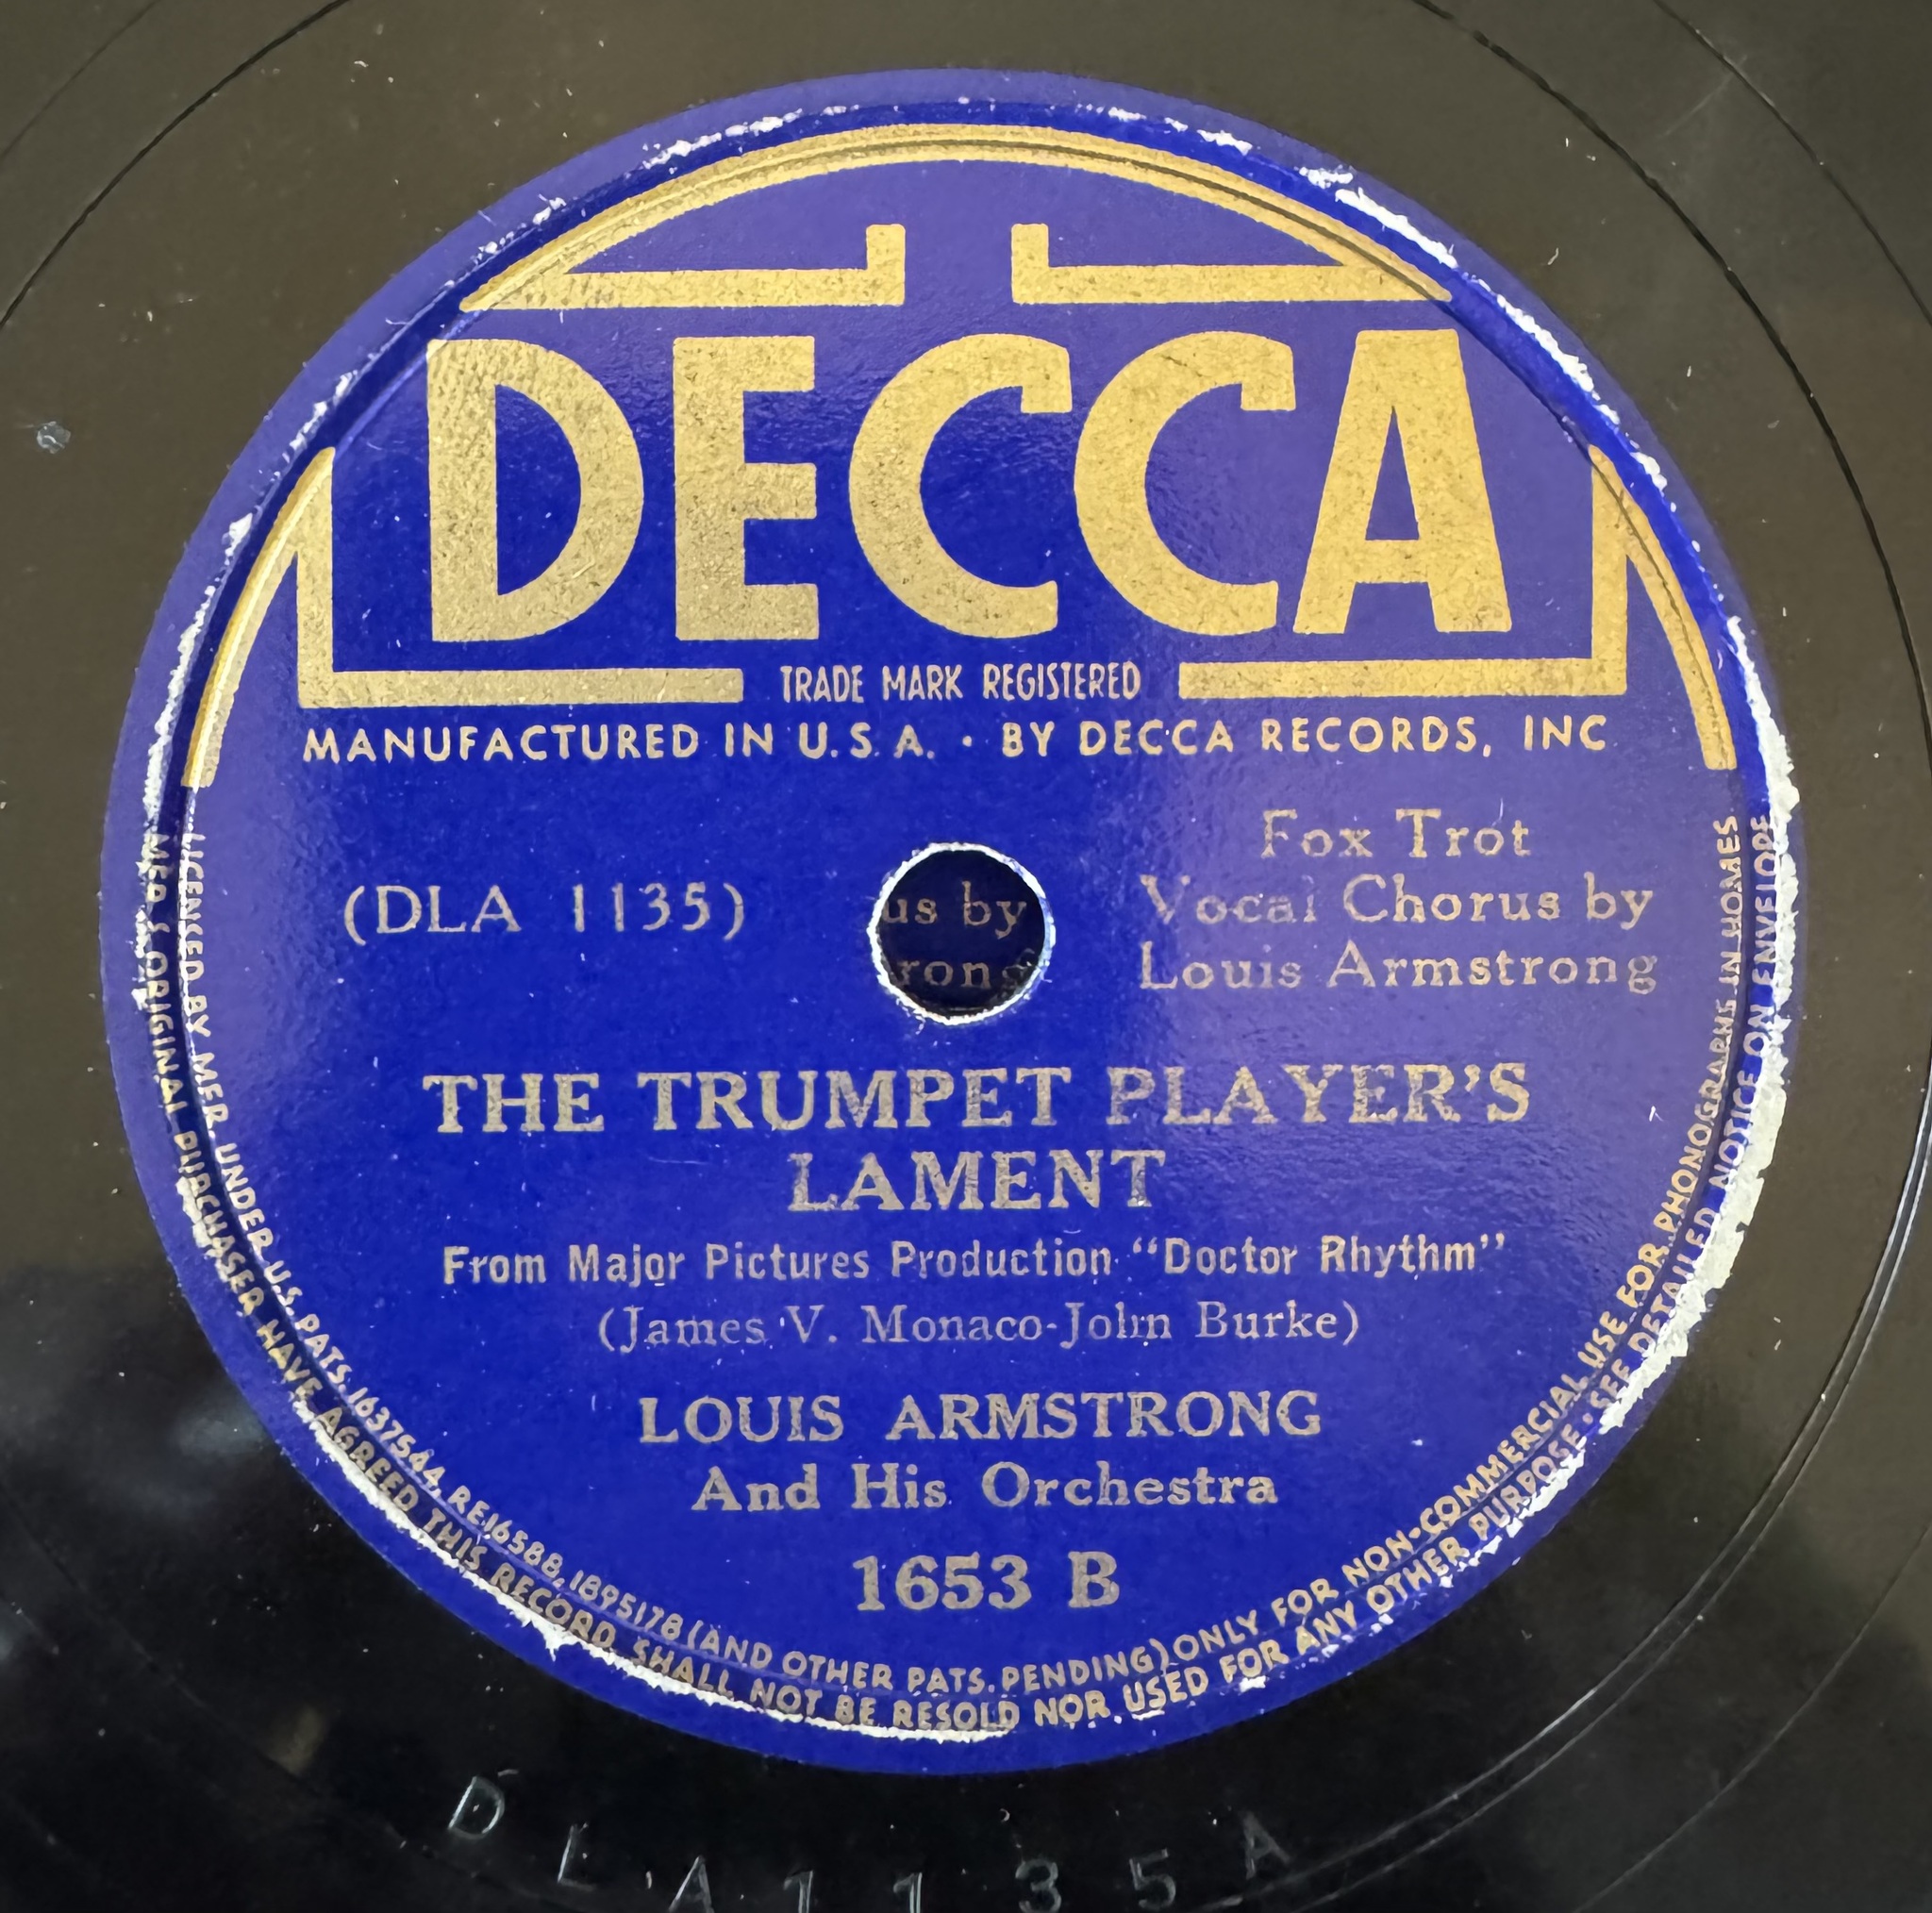 DECCA
TRADE MARK REGISTERED
MANUFACTURED IN U.S.A. · BY DECCA RECORDS, INC
Fox Trot
(DLA 1135)
Vocal Chorus by
Louis Armstrong
us by
rong
THE TRUMPET PLAYER'S
LAMENT
From Major Pictures Production "Doctor Rhythm"
(James V. Monaco-John Burke)
LOUIS ARMSTRONG
And His Orchestra
1653 B
LICENSED BY MFR. UNDER U.S. PATS. 1637544, RE.16588, 1895178 (AND OTHER PATS. PENDING) ONLY FOR NON-COMMERCIAL USE FOR PHONOGRAPHS IN HOMES
MFR. & ORIGINAL PURCHASER HAVE AGREED THIS RECORD SHALL NOT BE RESOLD NOR USED FOR ANY OTHER PURPOSE · SEE DETAILED NOTICE ON ENVELOPE
DLA1135A